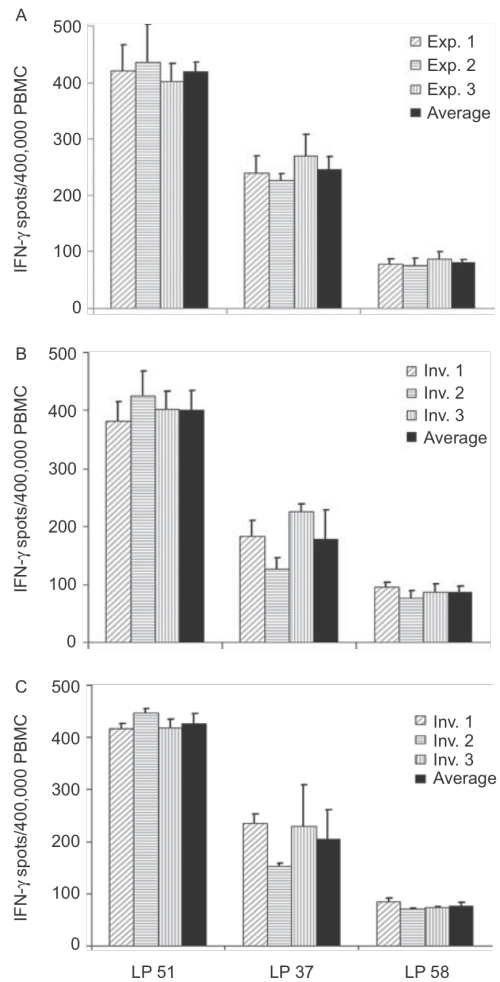 A
IFN-γ spots/400,000 PBMC
500
400
300
200
100
0
Exp. 1
Exp. 2
Exp. 3
Average
B
IFN-γ spots/400,000 PBMC
500
400
300
200
100
0
Inv. 1
Inv. 2
Inv. 3
Average
C
IFN-γ spots/400,000 PBMC
500
400
300
200
100
0
Inv. 1
Inv. 2
Inv. 3
Average
LP 51 LP 37 LP 58